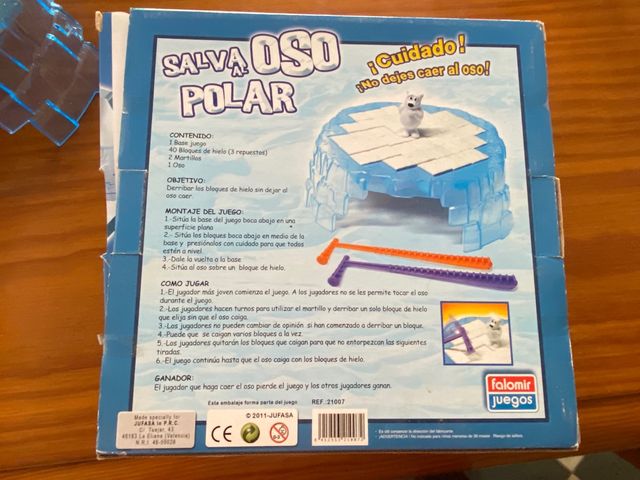 SALVA AL OSO
POLAR
¡Cuidado!
¡No dejes caer al oso!
CONTENIDO:
1 Base juego
40 Bloques de hielo (3 repuestos)
2 Martillos
1 Oso
OBJETIVO:
Derribar los bloques de hielo sin dejar al
oso caer.
MONTAJE DEL JUEGO:
1.-Sitúa la base del juego boca abajo en una
superficie plana
2.- Sitúa los bloques boca abajo en medio de la
base y presiónalos con cuidado para que todos
estén a nivel.
3.-Dale la vuelta a la base
4.-Sitúa al oso sobre un bloque de hielo.
COMO JUGAR
1.-El jugador más joven comienza el juego. A los jugadores no se les permite tocar el oso
durante el juego.
2.-Los jugadores hacen turnos para utilizar el martillo y derribar un solo bloque de hielo
que elija sin que el oso caiga.
3.-Los jugadores no pueden cambiar de opinión si han comenzado a derribar un bloque.
4.-Puede que se caigan varios bloques a la vez.
5.-Los jugadores quitarán los bloques que caigan para que no entorpezcan las siguientes
tiradas.
6.-El juego continúa hasta que el oso caiga con los bloques de hielo.
GANADOR:
El jugador que haga caer el oso pierde el juego y los otros jugadores ganan.
falomir
juegos
Este embalaje forma parte del juego
REF.:21007
Made specially for
JUFASA in P.R.C.
C/ Tuejar, 43
46183 La Eliana (Valencia)
© 2011-JUFASA
CE
0-3